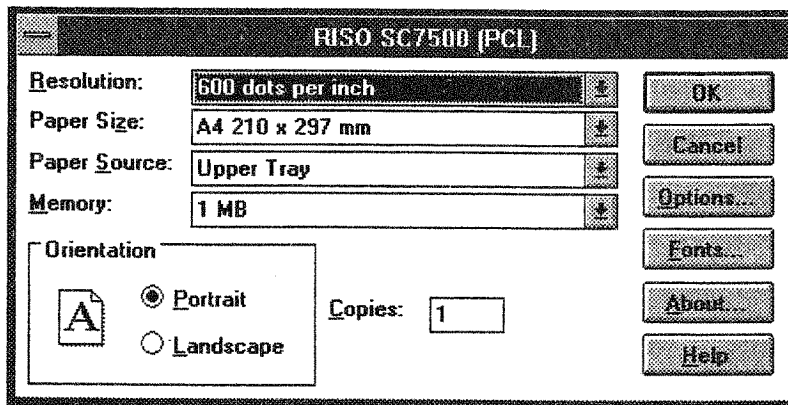 RISO SC7500 (PCL)
Resolution: 600 dots per inch
OK
Paper Size: A4 210 x 297 mm
Cancel
Paper Source: Upper Tray
Memory: 1 MB
Options...
Orientation
Fonts...
A
Portrait
Copies: 1
About...
Landscape
Help